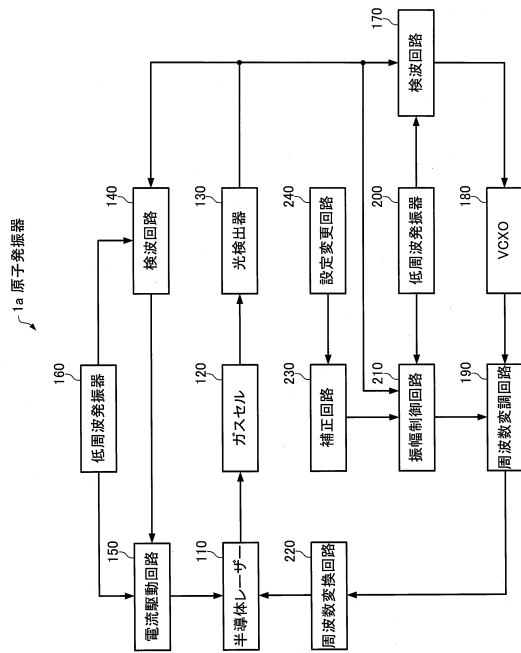 1a 原子発振器
160
低周波発振器
150
電流駆動回路
140
検波回路
110
半導体レーザー
120
ガスセル
130
光検出器
220
周波数変換回路
230
補正回路
240
設定変更回路
210
振幅制御回路
200
低周波発振器
170
検波回路
190
周波数変調回路
180
VCXO